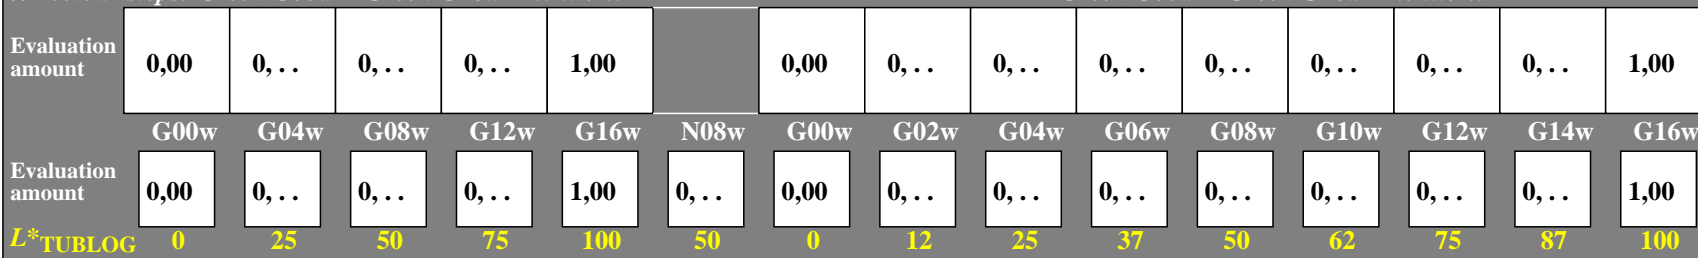 Evaluation amount 0,00 0, . . 0, . . 0, . . 1,00 0,00 0, . . 0, . . 0, . . 0, . . 0, . . 0, . . 0, . . 1,00
G00w G04w G08w G12w G16w N08w G00w G02w G04w G06w G08w G10w G12w G14w G16w
Evaluation amount 0,00 0, . . 0, . . 0, . . 1,00 0, . . 0,00 0, . . 0, . . 0, . . 0, . . 0, . . 0, . . 0, . . 1,00
L*TUBLOG 0 25 50 75 100 50 0 12 25 37 50 62 75 87 100